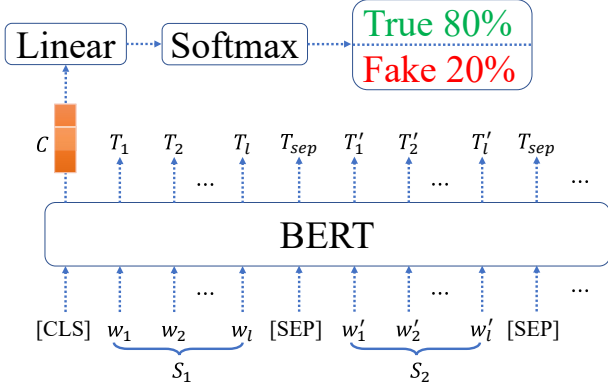 Linear Softmax True 80%
Fake 20%
C T₁ T₂ ... Tₗ Tₛₑₚ T′₁ T′₂ ... T′ₗ Tₛₑₚ ...
BERT
... ... ...
[CLS] w₁ w₂ wₗ [SEP] w′₁ w′₂ w′ₗ [SEP]
S₁ S₂